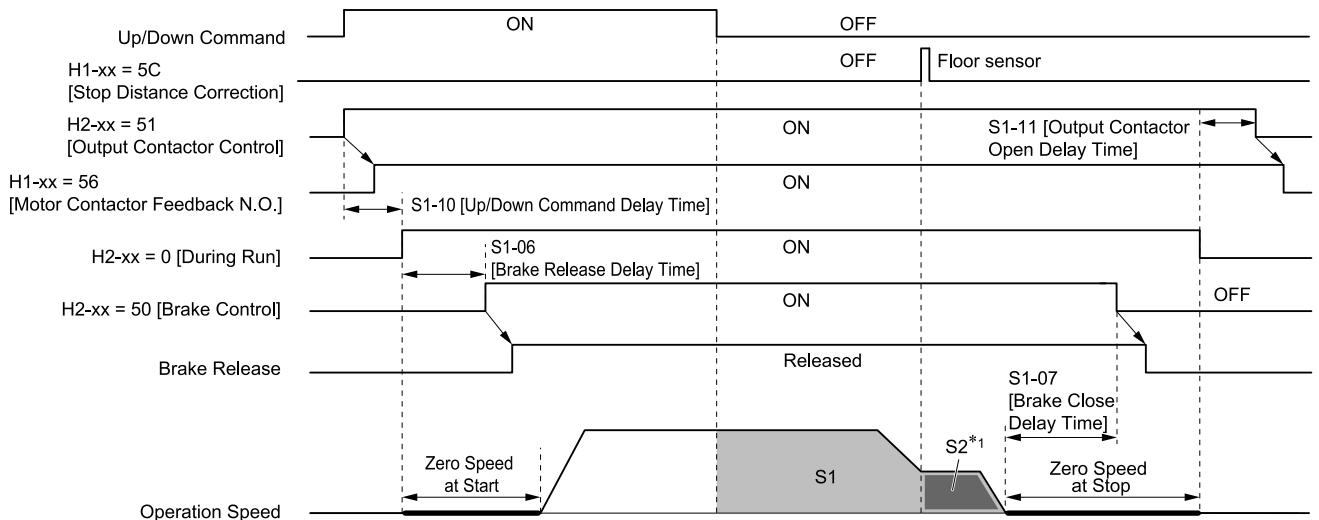 ON
OFF
Up/Down Command
H1-xx = 5C
[Stop Distance Correction]
OFF
Floor sensor
H2-xx = 51
[Output Contactor Control]
ON
S1-11 [Output Contactor
Open Delay Time]
H1-xx = 56
[Motor Contactor Feedback N.O.]
ON
S1-10 [Up/Down Command Delay Time]
H2-xx = 0 [During Run]
S1-06
[Brake Release Delay Time]
ON
H2-xx = 50 [Brake Control]
ON
OFF
Brake Release
Released
S1-07
[Brake Close
Delay Time]
Zero Speed
at Start
S1
S2*1
Zero Speed
at Stop
Operation Speed